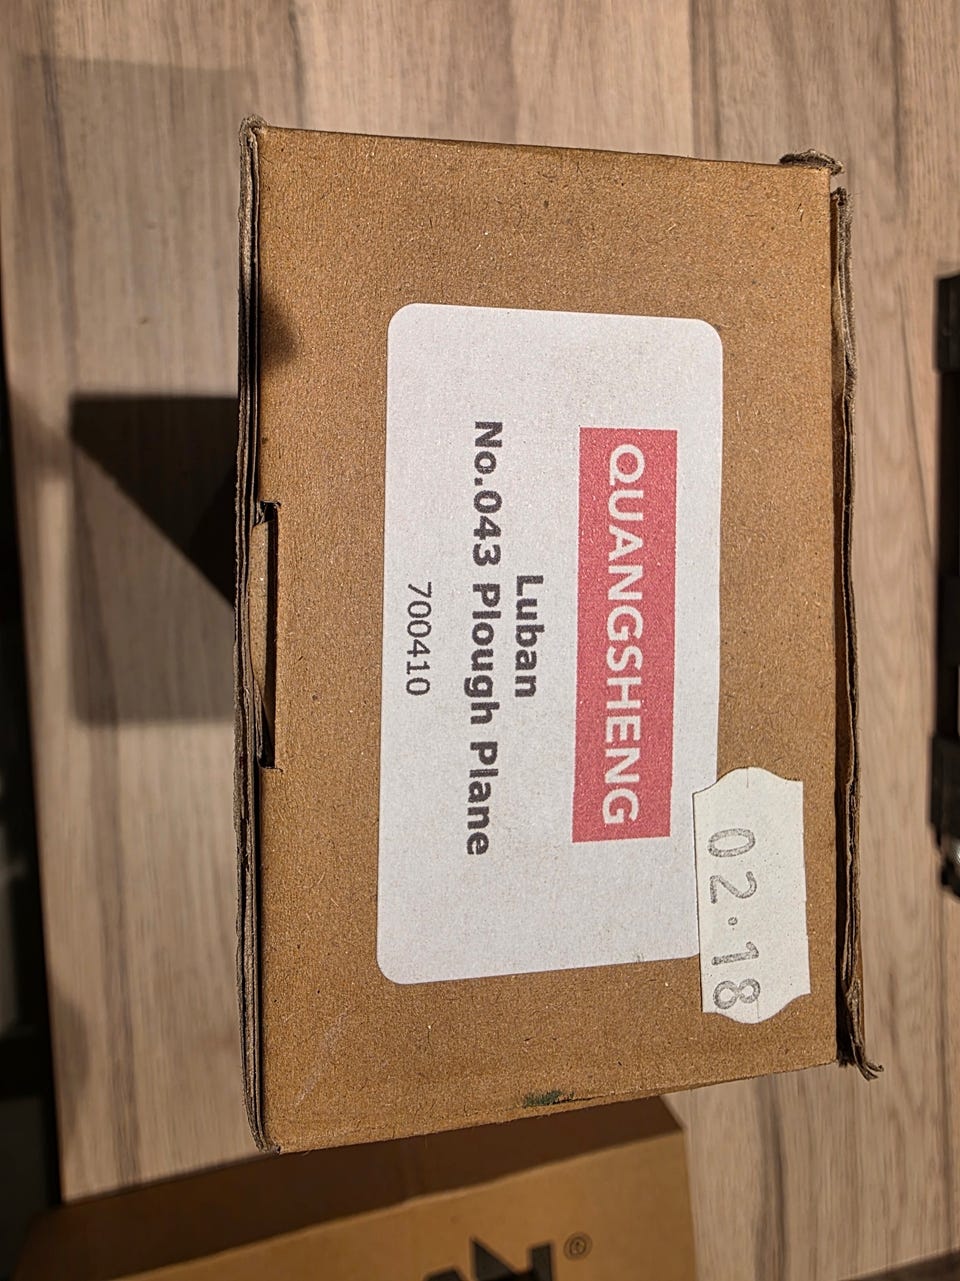 QUANGSHENG
Luban
No.043 Plough Plane
700410
02.18
®